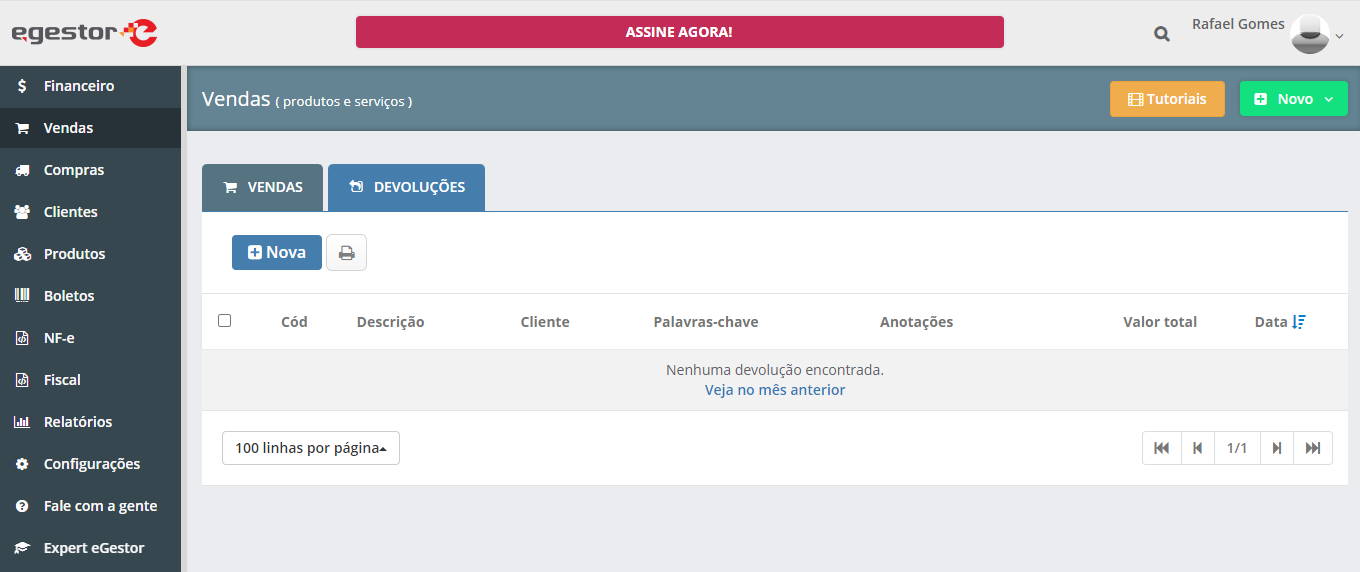 egestor
ASSINE AGORA!
Rafael Gomes
Financeiro
Vendas
Compras
Clientes
Produtos
Boletos
NF-e
Fiscal
Relatórios
Configurações
Fale com a gente
Expert eGestor
Vendas ( produtos e serviços )
Tutoriais
Novo
VENDAS
DEVOLUÇÕES
Nova
Cód Descrição Cliente Palavras-chave Anotações Valor total Data
Nenhuma devolução encontrada.
Veja no mês anterior
100 linhas por página
1/1